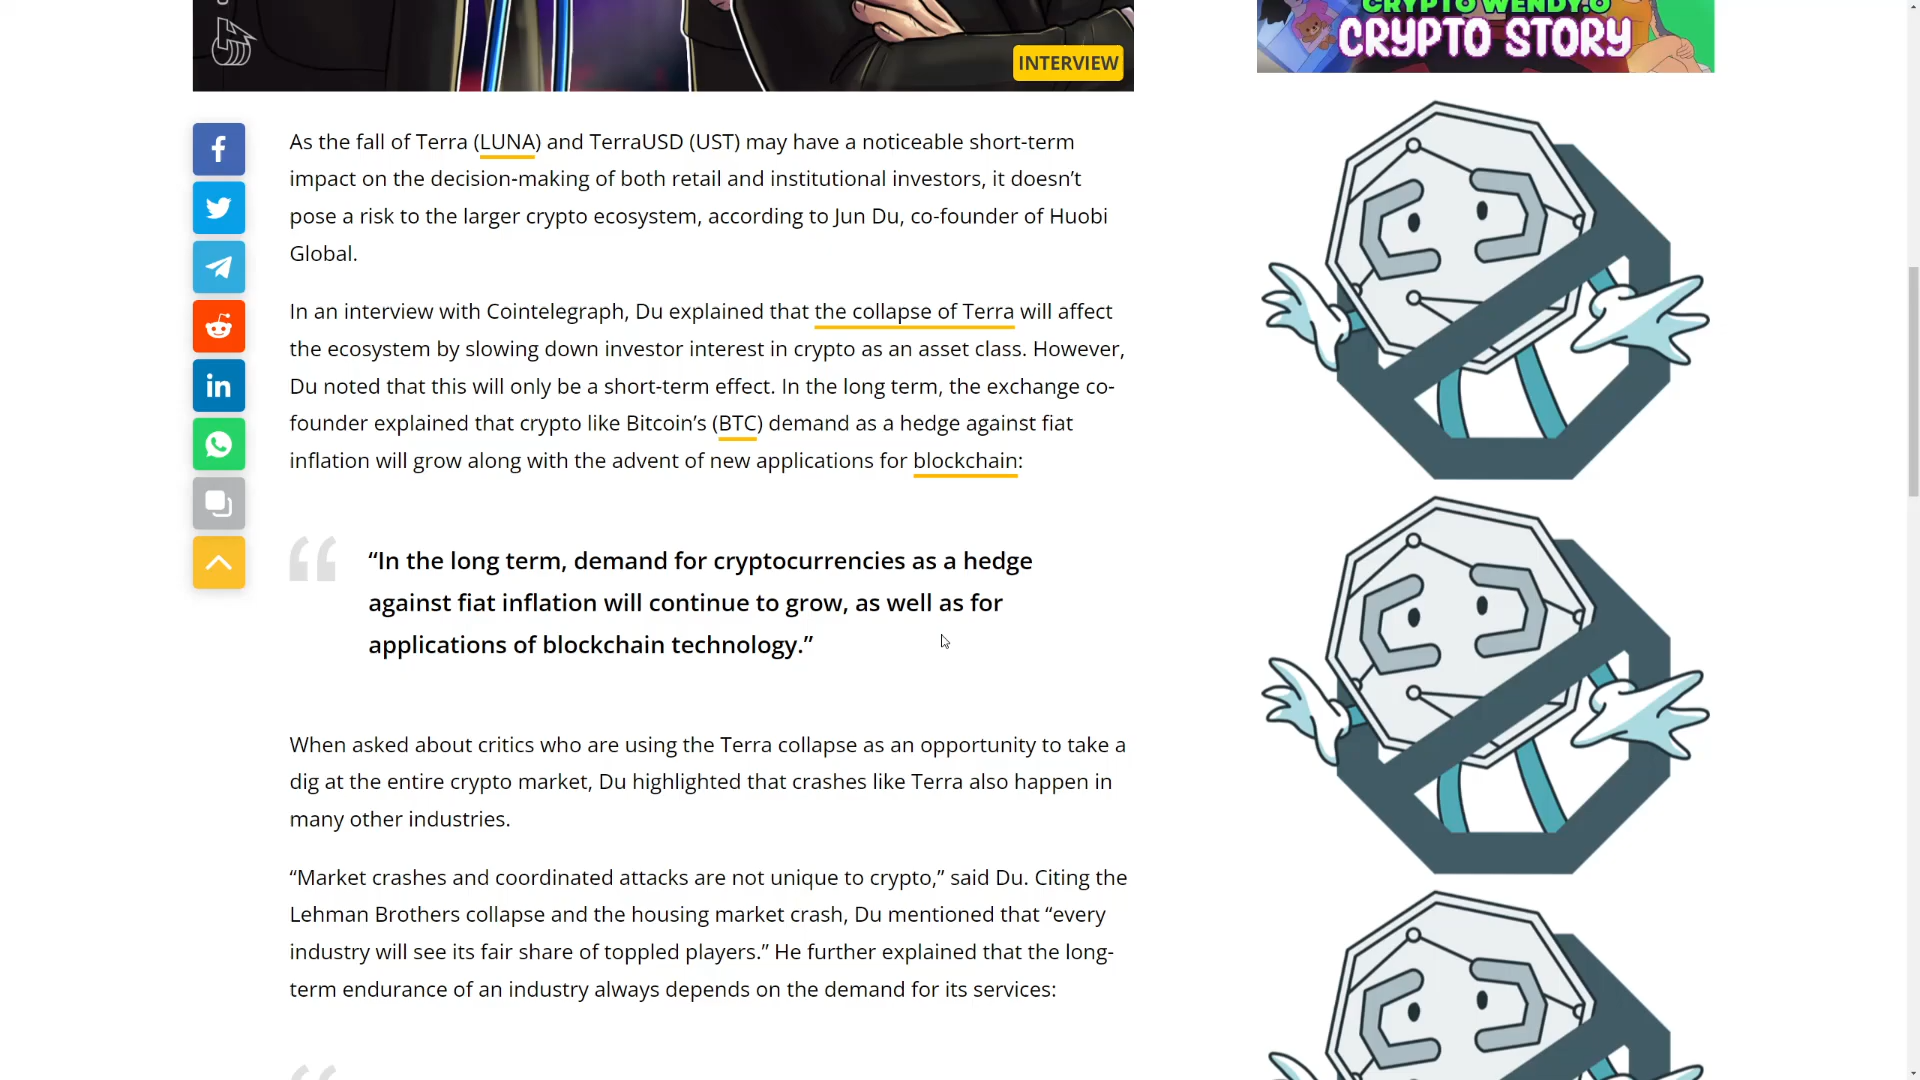 CRYPTO WENDY.O
CRYPTO STORY
INTERVIEW
As the fall of Terra (LUNA) and TerraUSD (UST) may have a noticeable short-term
impact on the decision-making of both retail and institutional investors, it doesn’t
pose a risk to the larger crypto ecosystem, according to Jun Du, co-founder of Huobi
Global.
In an interview with Cointelegraph, Du explained that the collapse of Terra will affect
the ecosystem by slowing down investor interest in crypto as an asset class. However,
Du noted that this will only be a short-term effect. In the long term, the exchange co-
founder explained that crypto like Bitcoin’s (BTC) demand as a hedge against fiat
inflation will grow along with the advent of new applications for blockchain:
“In the long term, demand for cryptocurrencies as a hedge
against fiat inflation will continue to grow, as well as for
applications of blockchain technology.”
When asked about critics who are using the Terra collapse as an opportunity to take a
dig at the entire crypto market, Du highlighted that crashes like Terra also happen in
many other industries.
“Market crashes and coordinated attacks are not unique to crypto,” said Du. Citing the
Lehman Brothers collapse and the housing market crash, Du mentioned that “every
industry will see its fair share of toppled players.” He further explained that the long-
term endurance of an industry always depends on the demand for its services: